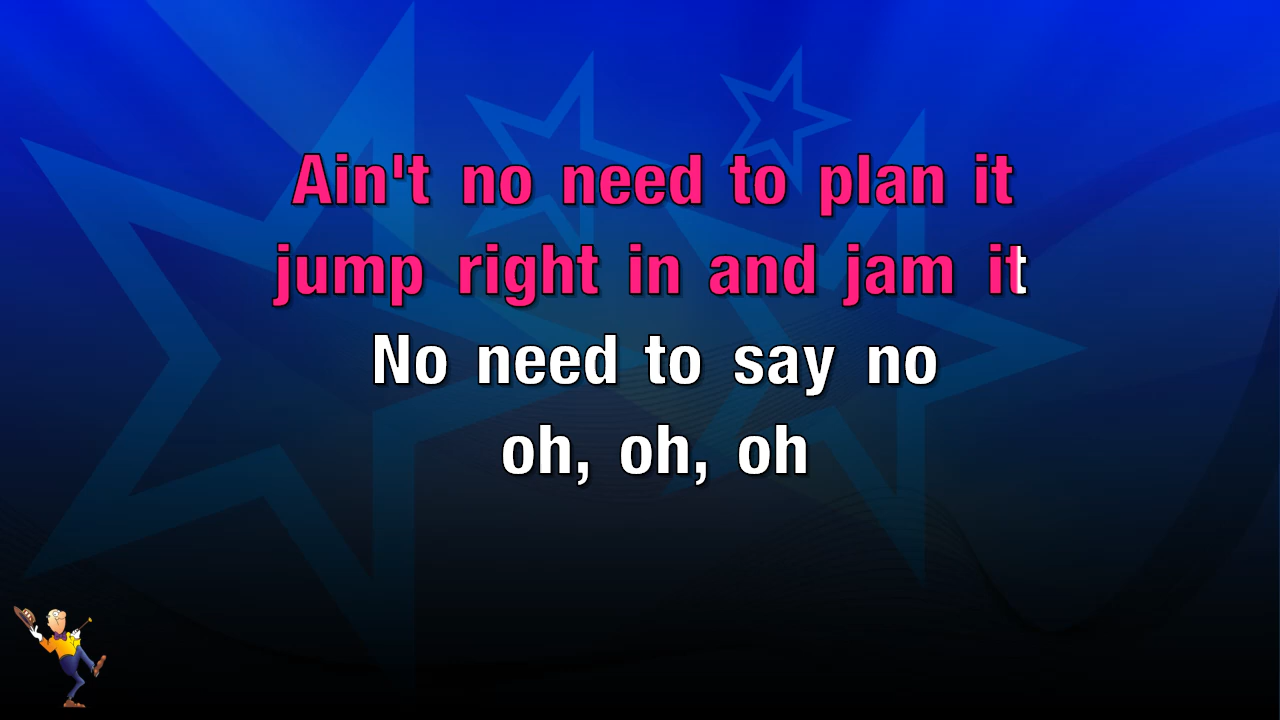 Ain't no need to plan it
jump right in and jam it
No need to say no
oh, oh, oh